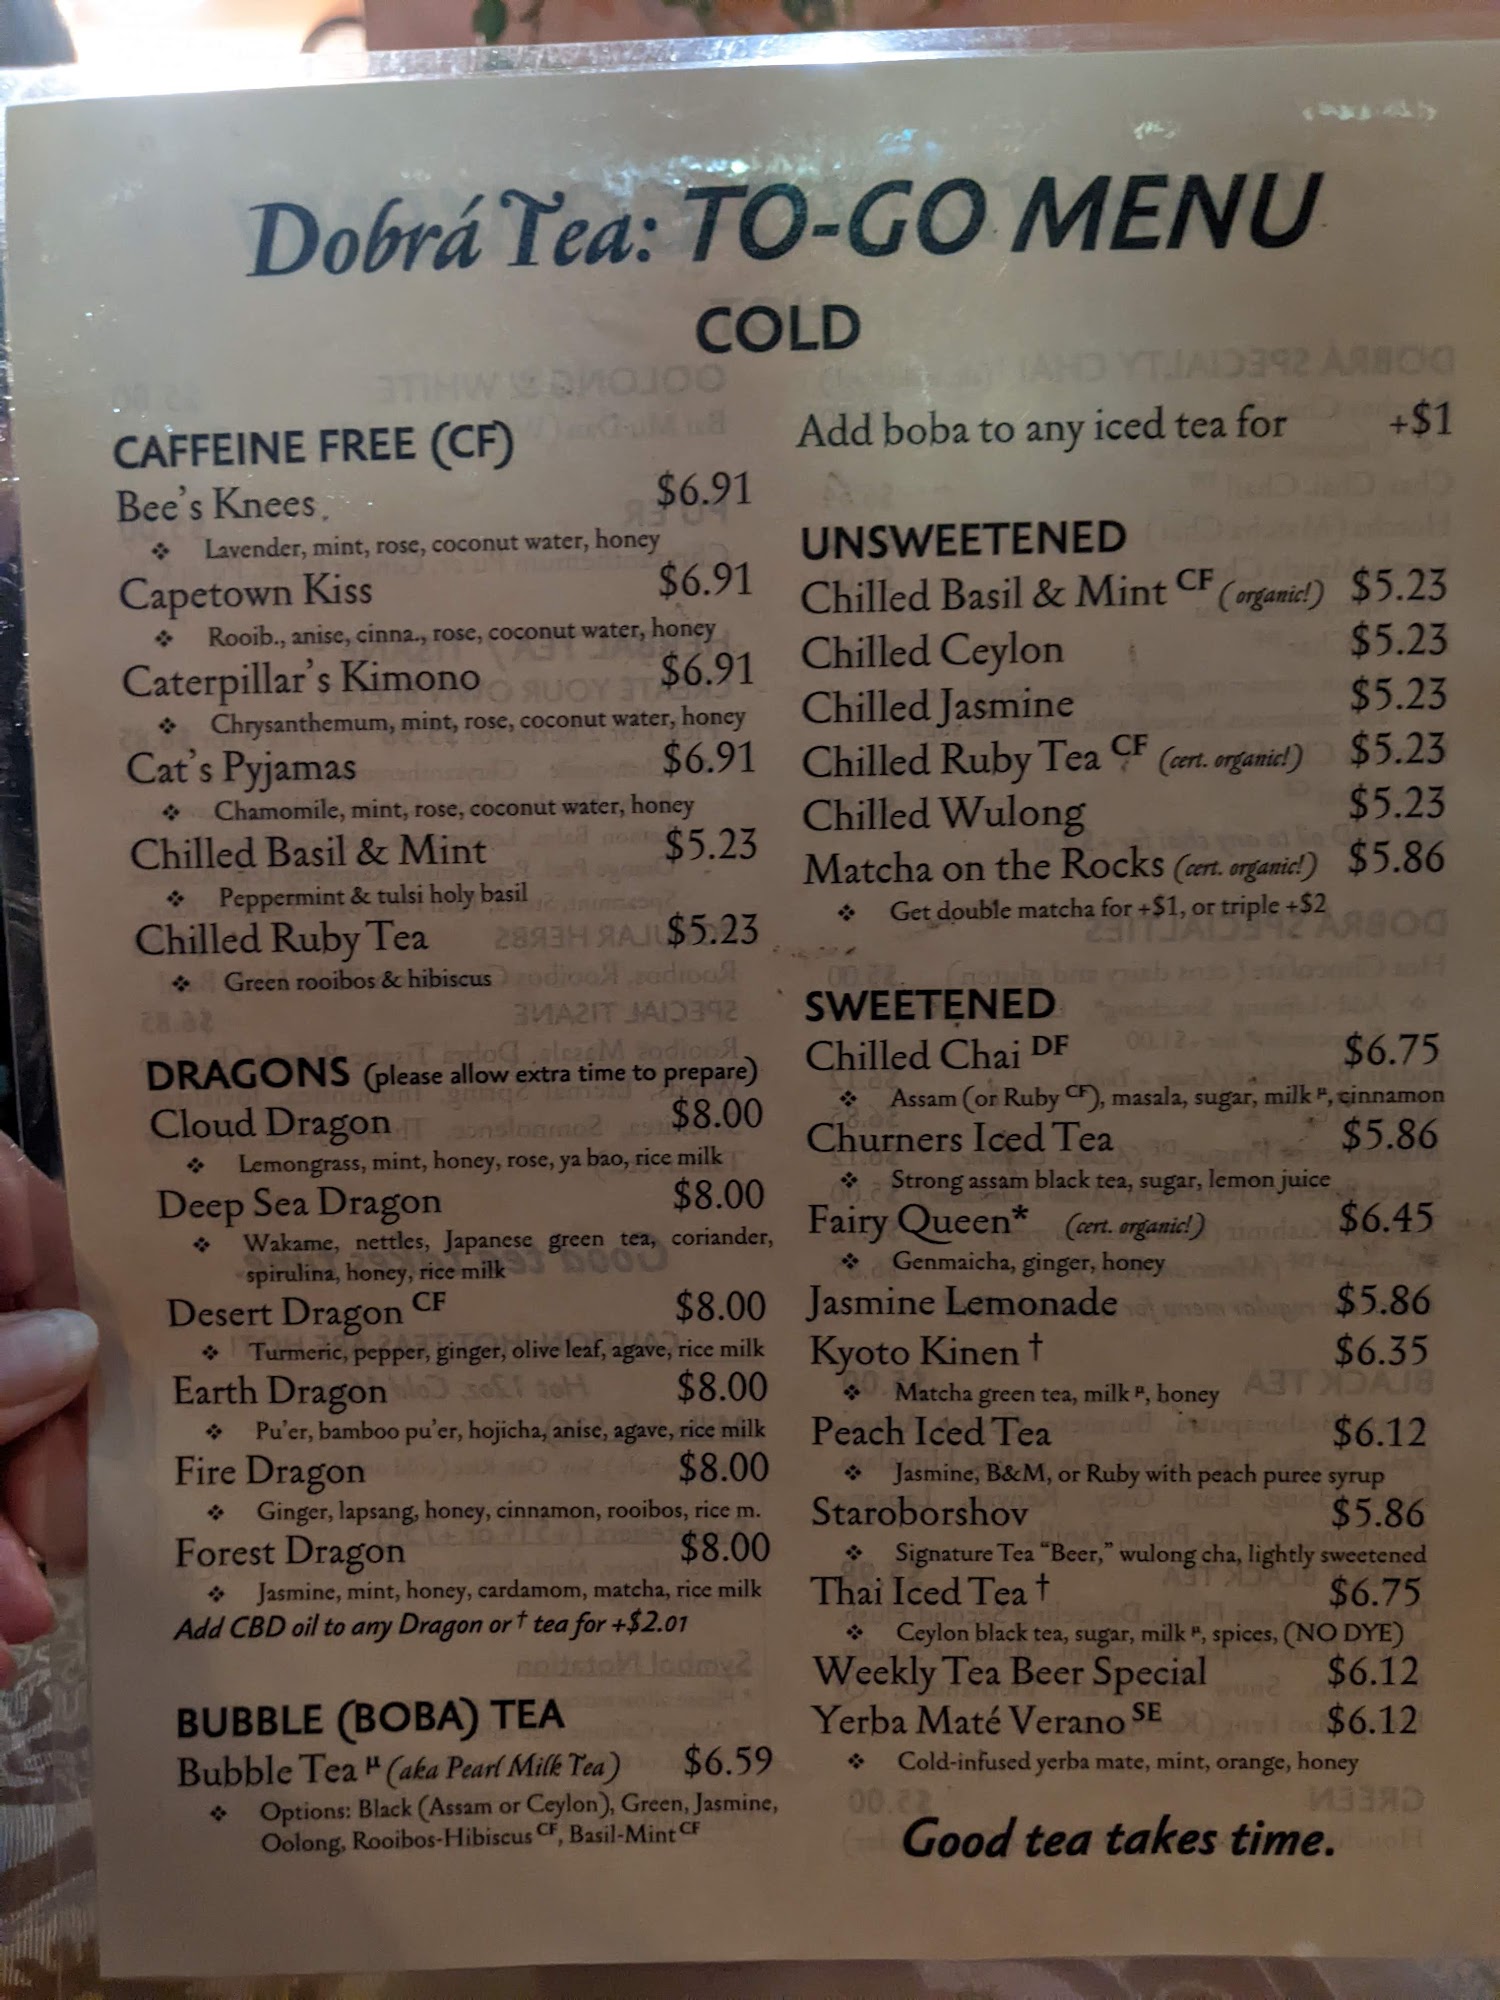 Dobrá Tea: TO-GO MENU
COLD
CAFFEINE FREE (CF)
Bee's Knees $6.91
❖ Lavender, mint, rose, coconut water, honey
Capetown Kiss $6.91
❖ Rooib., anise, cinna., rose, coconut water, honey
Caterpillar's Kimono $6.91
❖ Chrysanthemum, mint, rose, coconut water, honey
Cat's Pyjamas $6.91
❖ Chamomile, mint, rose, coconut water, honey
Chilled Basil & Mint $5.23
❖ Peppermint & tulsi holy basil
Chilled Ruby Tea $5.23
❖ Green rooibos & hibiscus
DRAGONS (please allow extra time to prepare)
Cloud Dragon $8.00
❖ Lemongrass, mint, honey, rose, ya bao, rice milk
Deep Sea Dragon $8.00
❖ Wakame, nettles, Japanese green tea, coriander,
spirulina, honey, rice milk
Desert Dragon CF $8.00
❖ Turmeric, pepper, ginger, olive leaf, agave, rice milk
Earth Dragon $8.00
❖ Pu'er, bamboo pu'er, hojicha, anise, agave, rice milk
Fire Dragon $8.00
❖ Ginger, lapsang, honey, cinnamon, rooibos, rice m.
Forest Dragon $8.00
❖ Jasmine, mint, honey, cardamom, matcha, rice milk
Add CBD oil to any Dragon or † tea for +$2.01
BUBBLE (BOBA) TEA
Bubble Tea µ (aka Pearl Milk Tea) $6.59
❖ Options: Black (Assam or Ceylon), Green, Jasmine,
Oolong, Rooibos-Hibiscus CF, Basil-Mint CF
Add boba to any iced tea for +$1
UNSWEETENED
Chilled Basil & Mint CF (organic!) $5.23
Chilled Ceylon $5.23
Chilled Jasmine $5.23
Chilled Ruby Tea CF (cert. organic!) $5.23
Chilled Wulong $5.23
Matcha on the Rocks (cert. organic!) $5.86
❖ Get double matcha for +$1, or triple +$2
SWEETENED
Chilled Chai DF $6.75
❖ Assam (or Ruby CF), masala, sugar, milk µ, cinnamon
Churners Iced Tea $5.86
❖ Strong assam black tea, sugar, lemon juice
Fairy Queen* (cert. organic!) $6.45
❖ Genmaicha, ginger, honey
Jasmine Lemonade $5.86
Kyoto Kinen † $6.35
❖ Matcha green tea, milk µ, honey
Peach Iced Tea $6.12
❖ Jasmine, B&M, or Ruby with peach puree syrup
Staroborshov $5.86
❖ Signature Tea "Beer," wulong cha, lightly sweetened
Thai Iced Tea † $6.75
❖ Ceylon black tea, sugar, milk µ, spices, (NO DYE)
Weekly Tea Beer Special $6.12
Yerba Maté Verano SE $6.12
❖ Cold-infused yerba mate, mint, orange, honey
Good tea takes time.